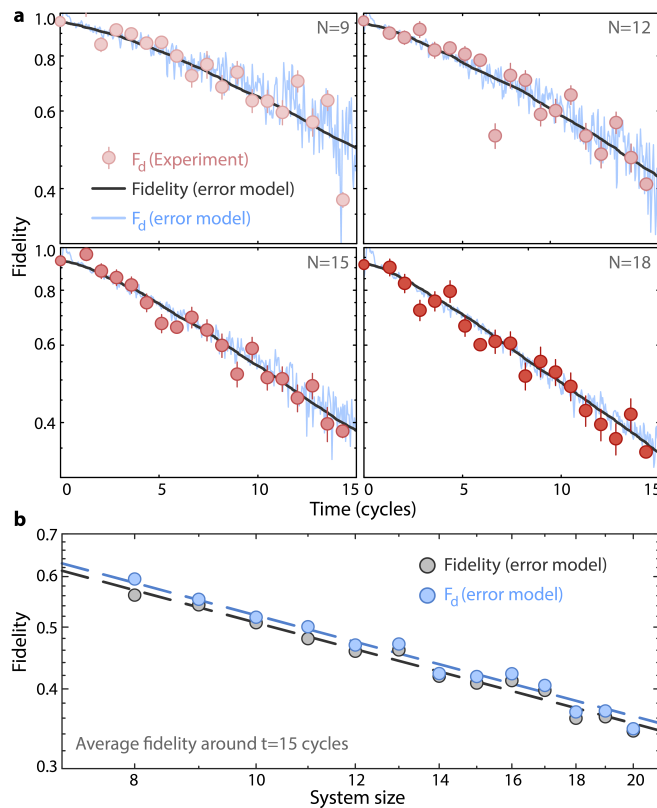 a
1.0
0.8
0.6
0.4
N=9
N=12
F_d (Experiment)
Fidelity (error model)
F_d (error model)
Fidelity
1.0
0.8
0.6
0.4
N=15
N=18
0 5 10 15
0 5 10 15
Time (cycles)
b
0.7
0.6
0.5
0.4
0.3
Fidelity
Fidelity (error model)
F_d (error model)
Average fidelity around t=15 cycles
8 10 12 14 16 18 20
System size